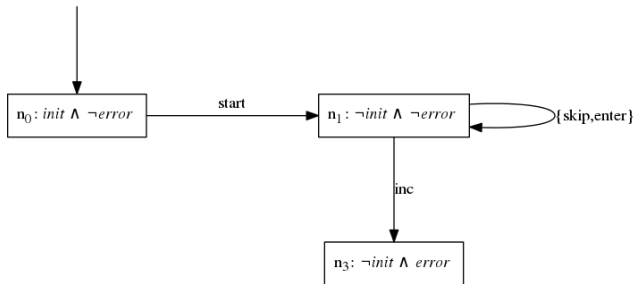 start
n₀: init ∧ ¬error
n₁: ¬init ∧ ¬error
{skip,enter}
inc
n₃: ¬init ∧ error